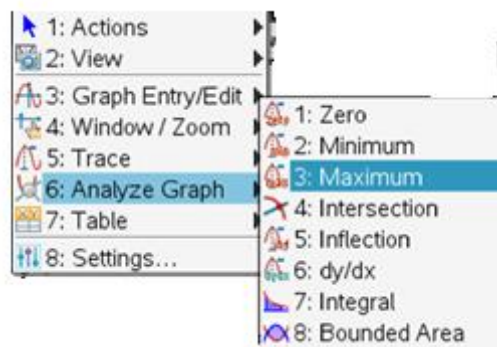 1: Actions
2: View
3: Graph Entry/Edit
4: Window / Zoom
5: Trace
6: Analyze Graph
7: Table
8: Settings...
1: Zero
2: Minimum
3: Maximum
4: Intersection
5: Inflection
6: dy/dx
7: Integral
8: Bounded Area